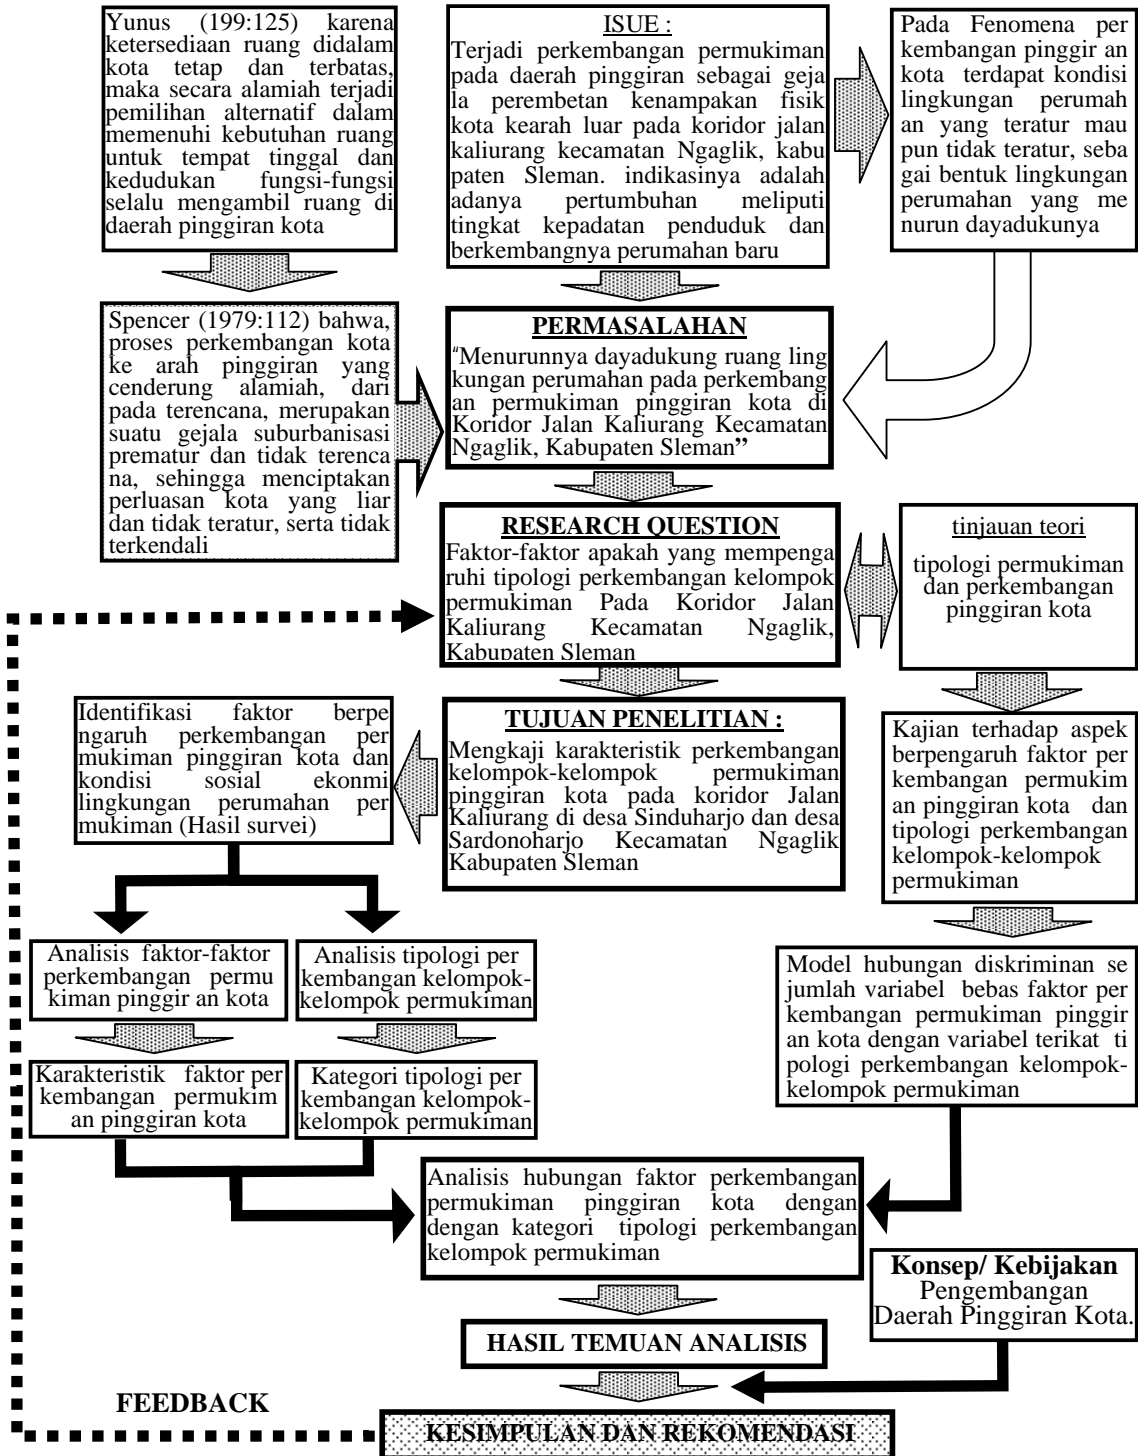 Yunus (199:125) karena
ketersediaan ruang didalam
kota tetap dan terbatas,
maka secara alamiah terjadi
pemilihan alternatif dalam
memenuhi kebutuhan ruang
untuk tempat tinggal dan
kedudukan fungsi-fungsi
selalu mengambil ruang di
daerah pinggiran kota
ISUE :
Terjadi perkembangan permukiman
pada daerah pinggiran sebagai geja
la perembetan kenampakan fisik
kota kearah luar pada koridor jalan
kaliurang kecamatan Ngaglik, kabu
paten Sleman. indikasinya adalah
adanya pertumbuhan meliputi
tingkat kepadatan penduduk dan
berkembangnya perumahan baru
Pada Fenomena per
kembangan pinggir an
kota terdapat kondisi
lingkungan perumah
an yang teratur mau
pun tidak teratur, seba
gai bentuk lingkungan
perumahan yang me
nurun dayadukunya
Spencer (1979:112) bahwa,
proses perkembangan kota
ke arah pinggiran yang
cenderung alamiah, dari
pada terencana, merupakan
suatu gejala suburbanisasi
prematur dan tidak terenca
na, sehingga menciptakan
perluasan kota yang liar
dan tidak teratur, serta tidak
terkendali
PERMASALAHAN
“Menurunnya dayadukung ruang ling
kungan perumahan pada perkembang
an permukiman pinggiran kota di
Koridor Jalan Kaliurang Kecamatan
Ngaglik, Kabupaten Sleman”
RESEARCH QUESTION
Faktor-faktor apakah yang mempenga
ruhi tipologi perkembangan kelompok
permukiman Pada Koridor Jalan
Kaliurang Kecamatan Ngaglik,
Kabupaten Sleman
tinjauan teori
tipologi permukiman
dan perkembangan
pinggiran kota
TUJUAN PENELITIAN :
Mengkaji karakteristik perkembangan
kelompok-kelompok permukiman
pinggiran kota pada koridor Jalan
Kaliurang di desa Sinduharjo dan desa
Sardonoharjo Kecamatan Ngaglik
Kabupaten Sleman
Identifikasi faktor berpe
ngaruh perkembangan per
mukiman pinggiran kota dan
kondisi sosial ekonmi
lingkungan perumahan per
mukiman (Hasil survei)
Kajian terhadap aspek
berpengaruh faktor per
kembangan permukim
an pinggiran kota dan
tipologi perkembangan
kelompok-kelompok
permukiman
Analisis faktor-faktor
perkembangan permu
kiman pinggir an kota
Analisis tipologi per
kembangan kelompok-
kelompok permukiman
Model hubungan diskriminan se
jumlah variabel bebas faktor per
kembangan permukiman pinggir
an kota dengan variabel terikat ti
pologi perkembangan kelompok-
kelompok permukiman
Karakteristik faktor per
kembangan permukim
an pinggiran kota
Kategori tipologi per
kembangan kelompok-
kelompok permukiman
Analisis hubungan faktor perkembangan
permukiman pinggiran kota dengan
dengan kategori tipologi perkembangan
kelompok permukiman
Konsep/ Kebijakan
Pengembangan
Daerah Pinggiran Kota.
HASIL TEMUAN ANALISIS
FEEDBACK
KESIMPULAN DAN REKOMENDASI